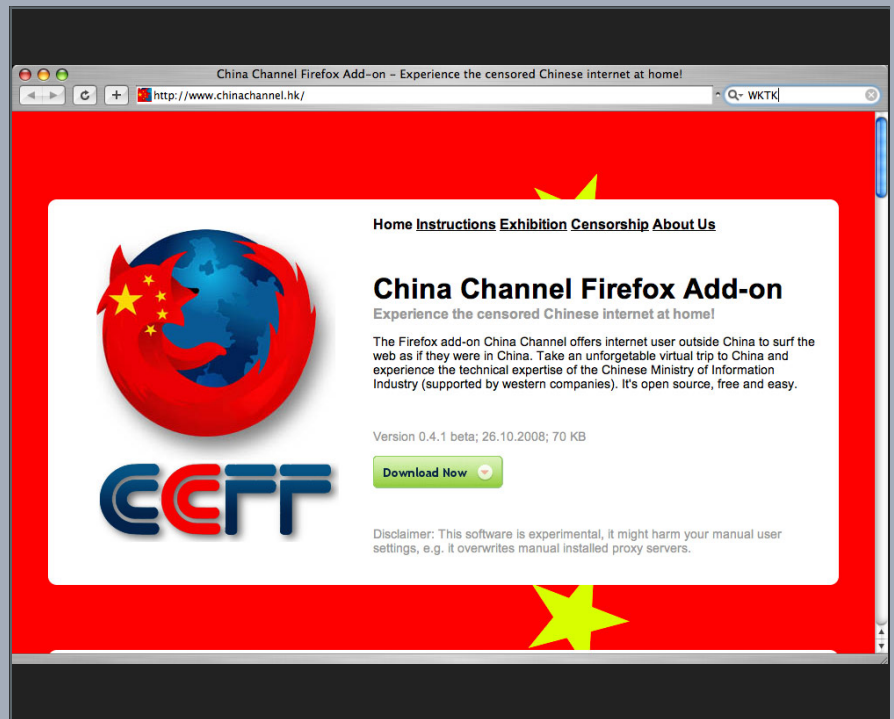 China Channel Firefox Add-on – Experience the censored Chinese internet at home!
http://www.chinachannel.hk/
WKTK
Home Instructions Exhibition Censorship About Us
China Channel Firefox Add-on
Experience the censored Chinese internet at home!
The Firefox add-on China Channel offers internet user outside China to surf the
web as if they were in China. Take an unforgetable virtual trip to China and
experience the technical expertise of the Chinese Ministry of Information
Industry (supported by western companies). It's open source, free and easy.
Version 0.4.1 beta; 26.10.2008; 70 KB
Download Now
CCFF
Disclaimer: This software is experimental, it might harm your manual user
settings, e.g. it overwrites manual installed proxy servers.